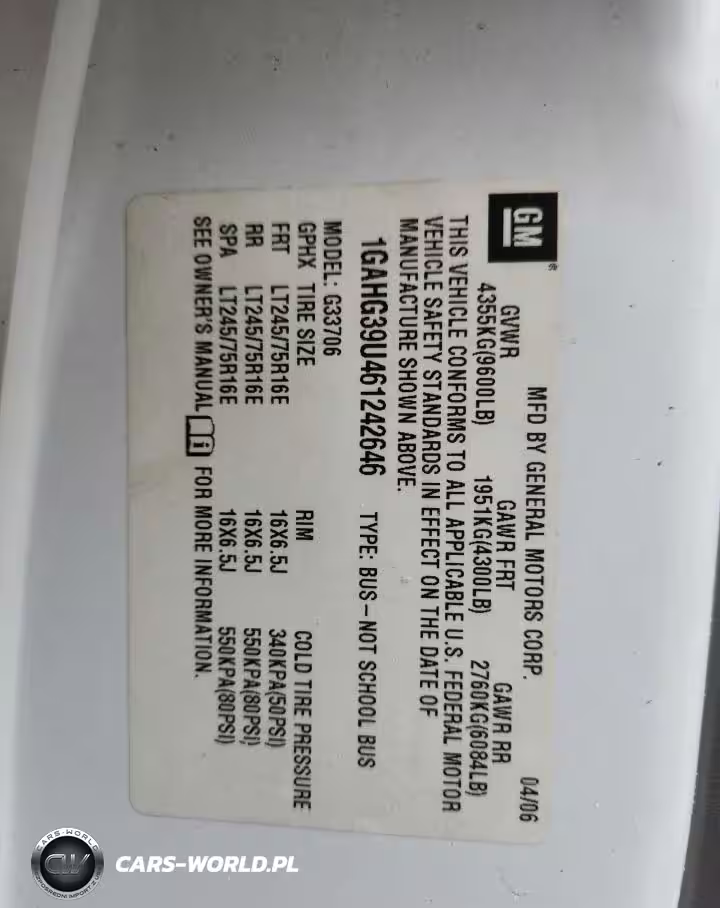 GM®
MFD BY GENERAL MOTORS CORP. 04/06
GVWR GAWR FRT GAWR RR
4355KG(9600LB) 1951KG(4300LB) 2760KG(6084LB)
THIS VEHICLE CONFORMS TO ALL APPLICABLE U.S. FEDERAL MOTOR
VEHICLE SAFETY STANDARDS IN EFFECT ON THE DATE OF
MANUFACTURE SHOWN ABOVE.
1GAHG39U461242646 TYPE: BUS-NOT SCHOOL BUS
MODEL: G33706
GPHX TIRE SIZE RIM COLD TIRE PRESSURE
FRT LT245/75R16E 16X6.5J 340KPA(50PSI)
RR LT245/75R16E 16X6.5J 550KPA(80PSI)
SPA LT245/75R16E 16X6.5J 550KPA(80PSI)
SEE OWNER'S MANUAL i FOR MORE INFORMATION.
CARS-WORLD
CW
CARS-WORLD.PL